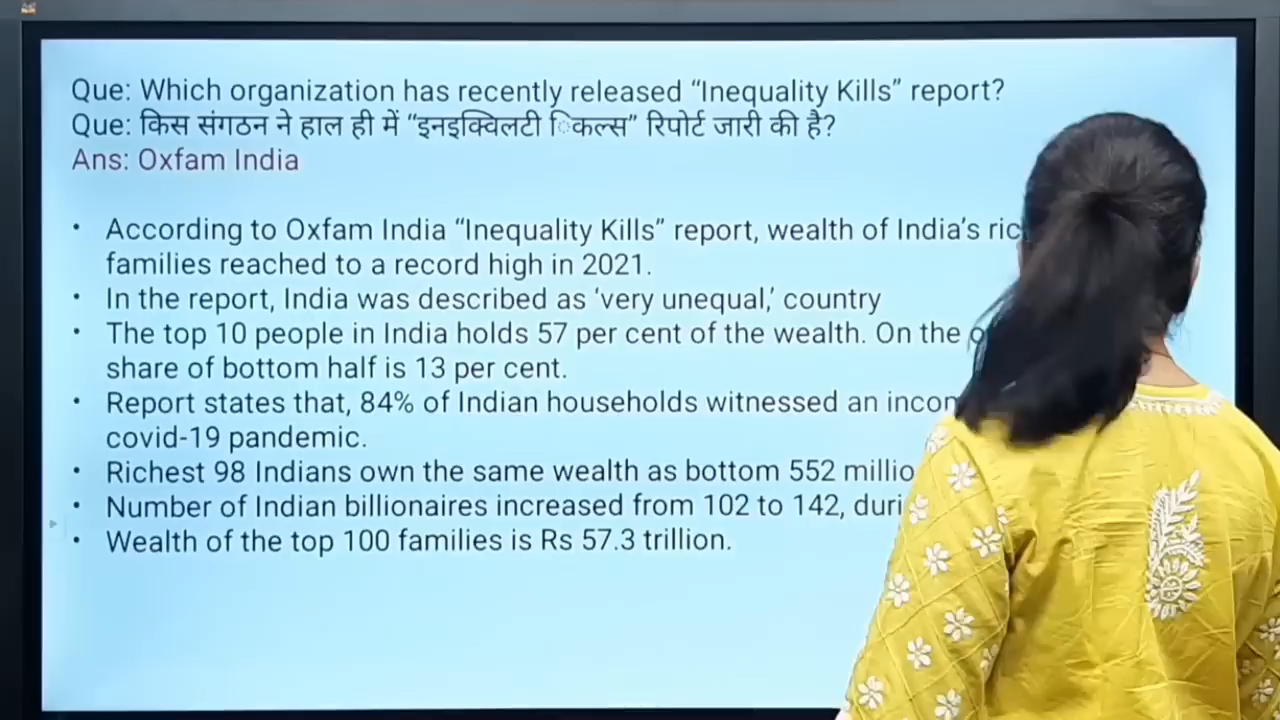 Que: Which organization has recently released “Inequality Kills” report?
Que: किस संगठन ने हाल ही में “इनइक्विलटी िकल्स” रिपोर्ट जारी की है?
Ans: Oxfam India
• According to Oxfam India “Inequality Kills” report, wealth of India’s
families reached to a record high in 2021.
• In the report, India was described as ‘very unequal,’ country
• The top 10 people in India holds 57 per cent of the wealth. On the
share of bottom half is 13 per cent.
• Report states that, 84% of Indian households witnessed an
covid-19 pandemic.
• Richest 98 Indians own the same wealth as bottom 552
• Number of Indian billionaires increased from 102 to 142,
• Wealth of the top 100 families is Rs 57.3 trillion.